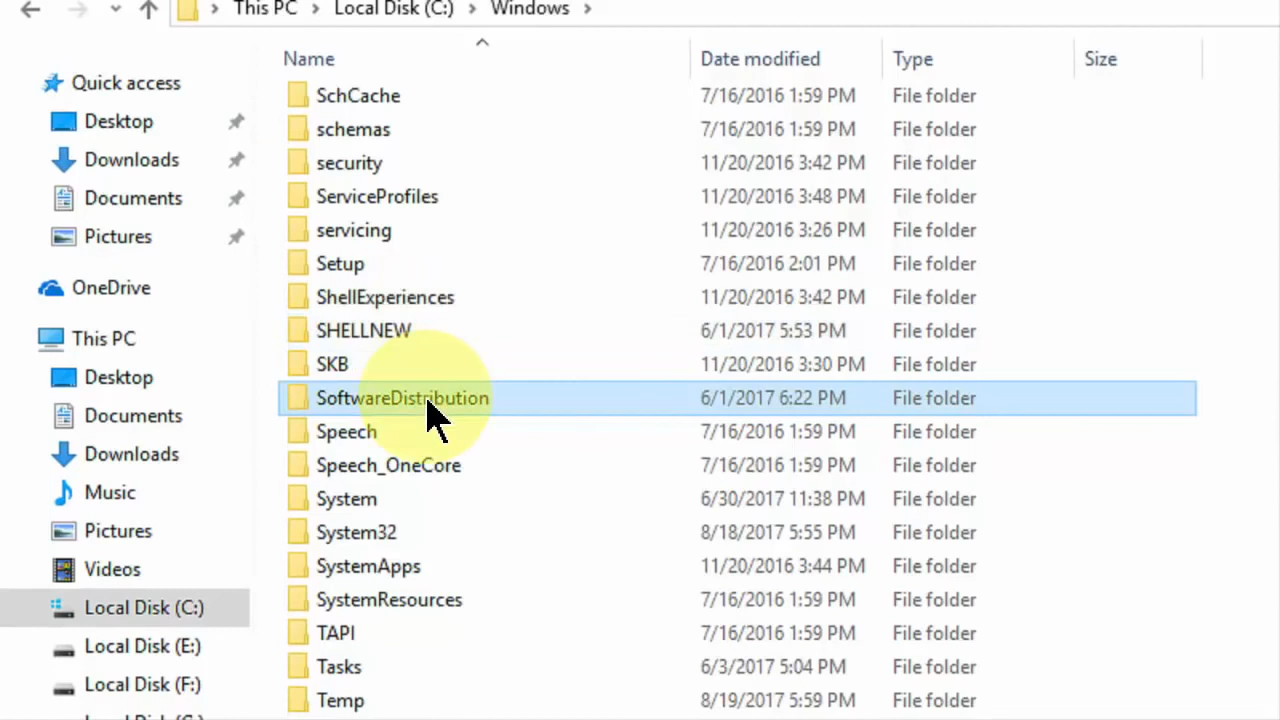 This PC > Local Disk (C:) > Windows >
Name Date modified Type Size
Quick access
Desktop
Downloads
Documents
Pictures
OneDrive
This PC
Desktop
Documents
Downloads
Music
Pictures
Videos
Local Disk (C:)
Local Disk (E:)
Local Disk (F:)
SchCache 7/16/2016 1:59 PM File folder
schemas 7/16/2016 1:59 PM File folder
security 11/20/2016 3:42 PM File folder
ServiceProfiles 11/20/2016 3:48 PM File folder
servicing 11/20/2016 3:26 PM File folder
Setup 7/16/2016 2:01 PM File folder
ShellExperiences 11/20/2016 3:42 PM File folder
SHELLNEW 6/1/2017 5:53 PM File folder
SKB 11/20/2016 3:30 PM File folder
SoftwareDistribution 6/1/2017 6:22 PM File folder
Speech 7/16/2016 1:59 PM File folder
Speech_OneCore 7/16/2016 1:59 PM File folder
System 6/30/2017 11:38 PM File folder
System32 8/18/2017 5:55 PM File folder
SystemApps 11/20/2016 3:44 PM File folder
SystemResources 7/16/2016 1:59 PM File folder
TAPI 7/16/2016 1:59 PM File folder
Tasks 6/3/2017 5:04 PM File folder
Temp 8/19/2017 5:59 PM File folder